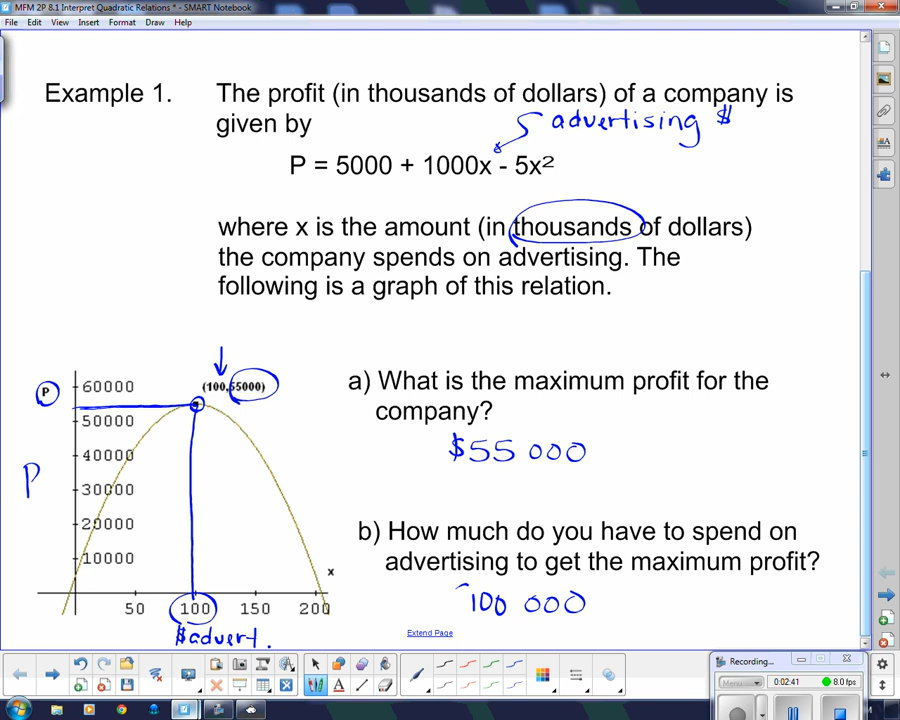 MFM 2P 8.1 Interpret Quadratic Relations * - SMART Notebook
File Edit View Insert Format Draw Help
Example 1. The profit (in thousands of dollars) of a company is
given by
advertising $
P = 5000 + 1000x - 5x²
where x is the amount (in thousands of dollars)
the company spends on advertising. The
following is a graph of this relation.
P
60000
(100,55000)
50000
40000
P
30000
20000
10000
x
50 100 150 200
$advert.
a) What is the maximum profit for the
company?
$55 000
b) How much do you have to spend on
advertising to get the maximum profit?
100 000
Extend Page
Recording...
Menu
0:02:41
8.0 fps